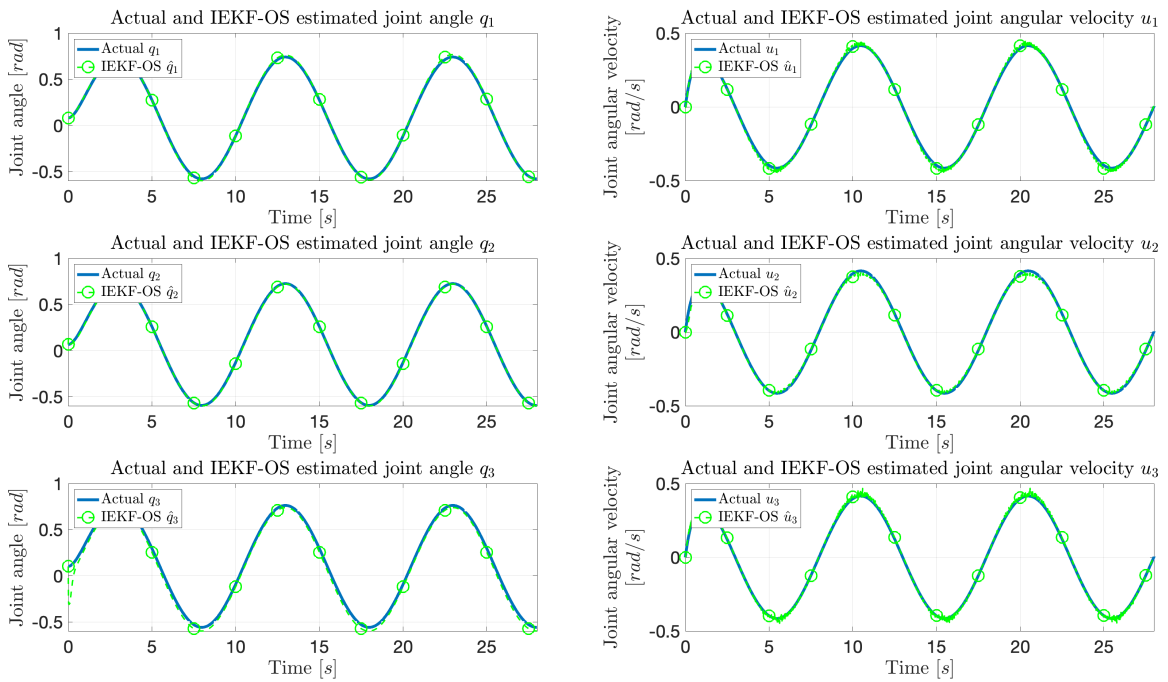 Actual and IEKF-OS estimated joint angle q₁
Joint angle [rad]
1
0.5
0
-0.5
Actual q₁
IEKF-OS q̂₁
0 5 10 15 20 25
Time [s]
Actual and IEKF-OS estimated joint angular velocity u₁
Joint angular velocity
[rad/s]
0.5
0
-0.5
Actual u₁
IEKF-OS û₁
0 5 10 15 20 25
Time [s]
Actual and IEKF-OS estimated joint angle q₂
Joint angle [rad]
1
0.5
0
-0.5
Actual q₂
IEKF-OS q̂₂
0 5 10 15 20 25
Time [s]
Actual and IEKF-OS estimated joint angular velocity u₂
Joint angular velocity
[rad/s]
0.5
0
-0.5
Actual u₂
IEKF-OS û₂
0 5 10 15 20 25
Time [s]
Actual and IEKF-OS estimated joint angle q₃
Joint angle [rad]
1
0.5
0
-0.5
Actual q₃
IEKF-OS q̂₃
0 5 10 15 20 25
Time [s]
Actual and IEKF-OS estimated joint angular velocity u₃
Joint angular velocity
[rad/s]
0.5
0
-0.5
Actual u₃
IEKF-OS û₃
0 5 10 15 20 25
Time [s]